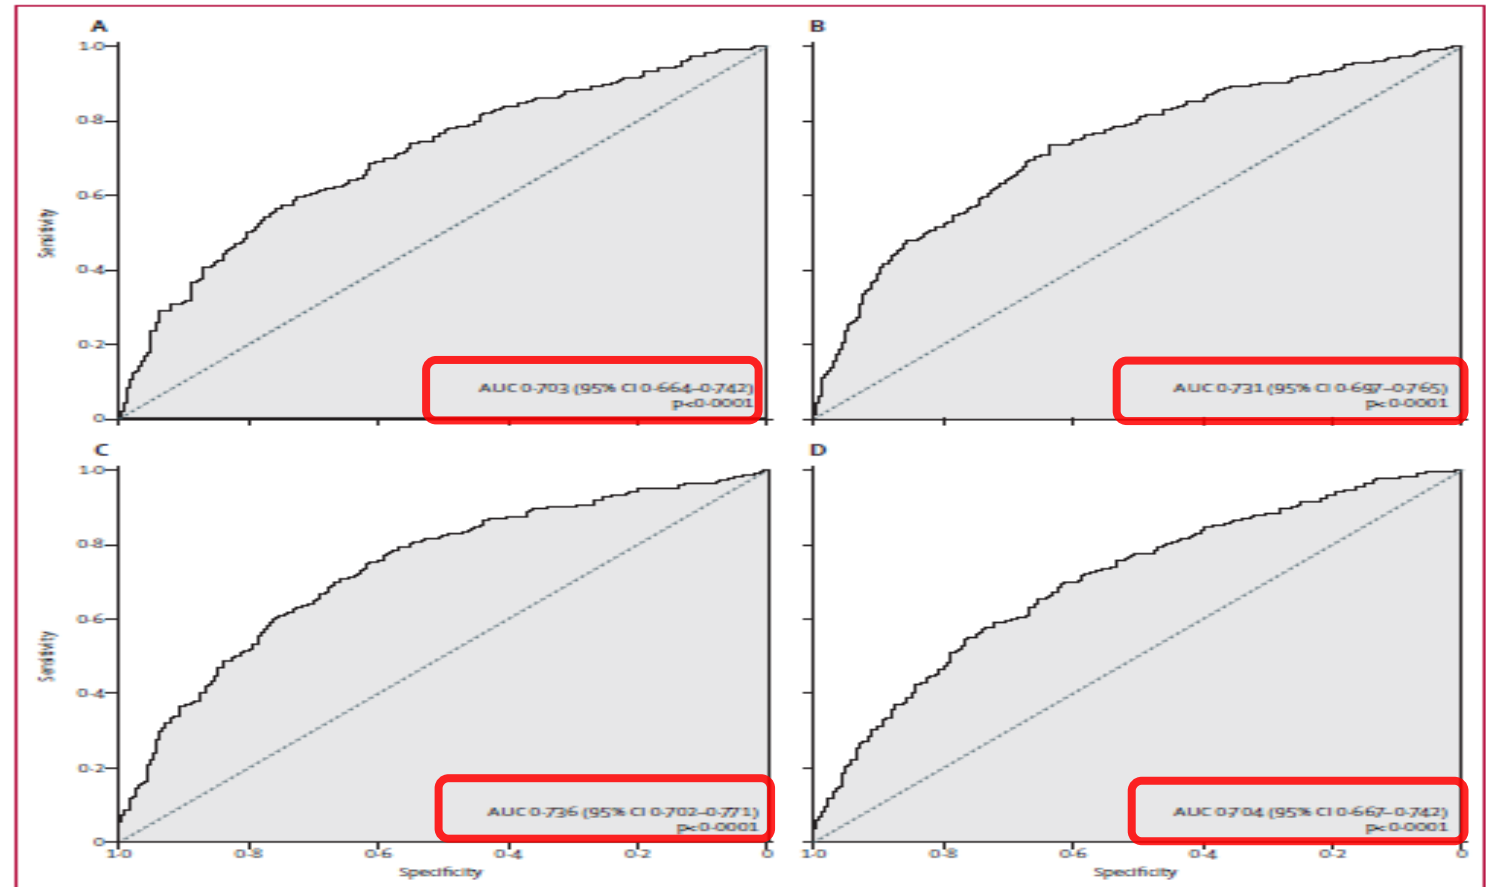 A
1·0
0·8
0·6
0·4
0·2
0
Sensitivity
AUC 0·703 (95% CI 0·664–0·742)
p<0·0001
B
AUC 0·731 (95% CI 0·697–0·765)
p<0·0001
C
1·0
0·8
0·6
0·4
0·2
0
Sensitivity
AUC 0·736 (95% CI 0·702–0·771)
p<0·0001
1·0 0·8 0·6 0·4 0·2 0
Specificity
D
AUC 0·704 (95% CI 0·667–0·742)
p<0·0001
1·0 0·8 0·6 0·4 0·2 0
Specificity